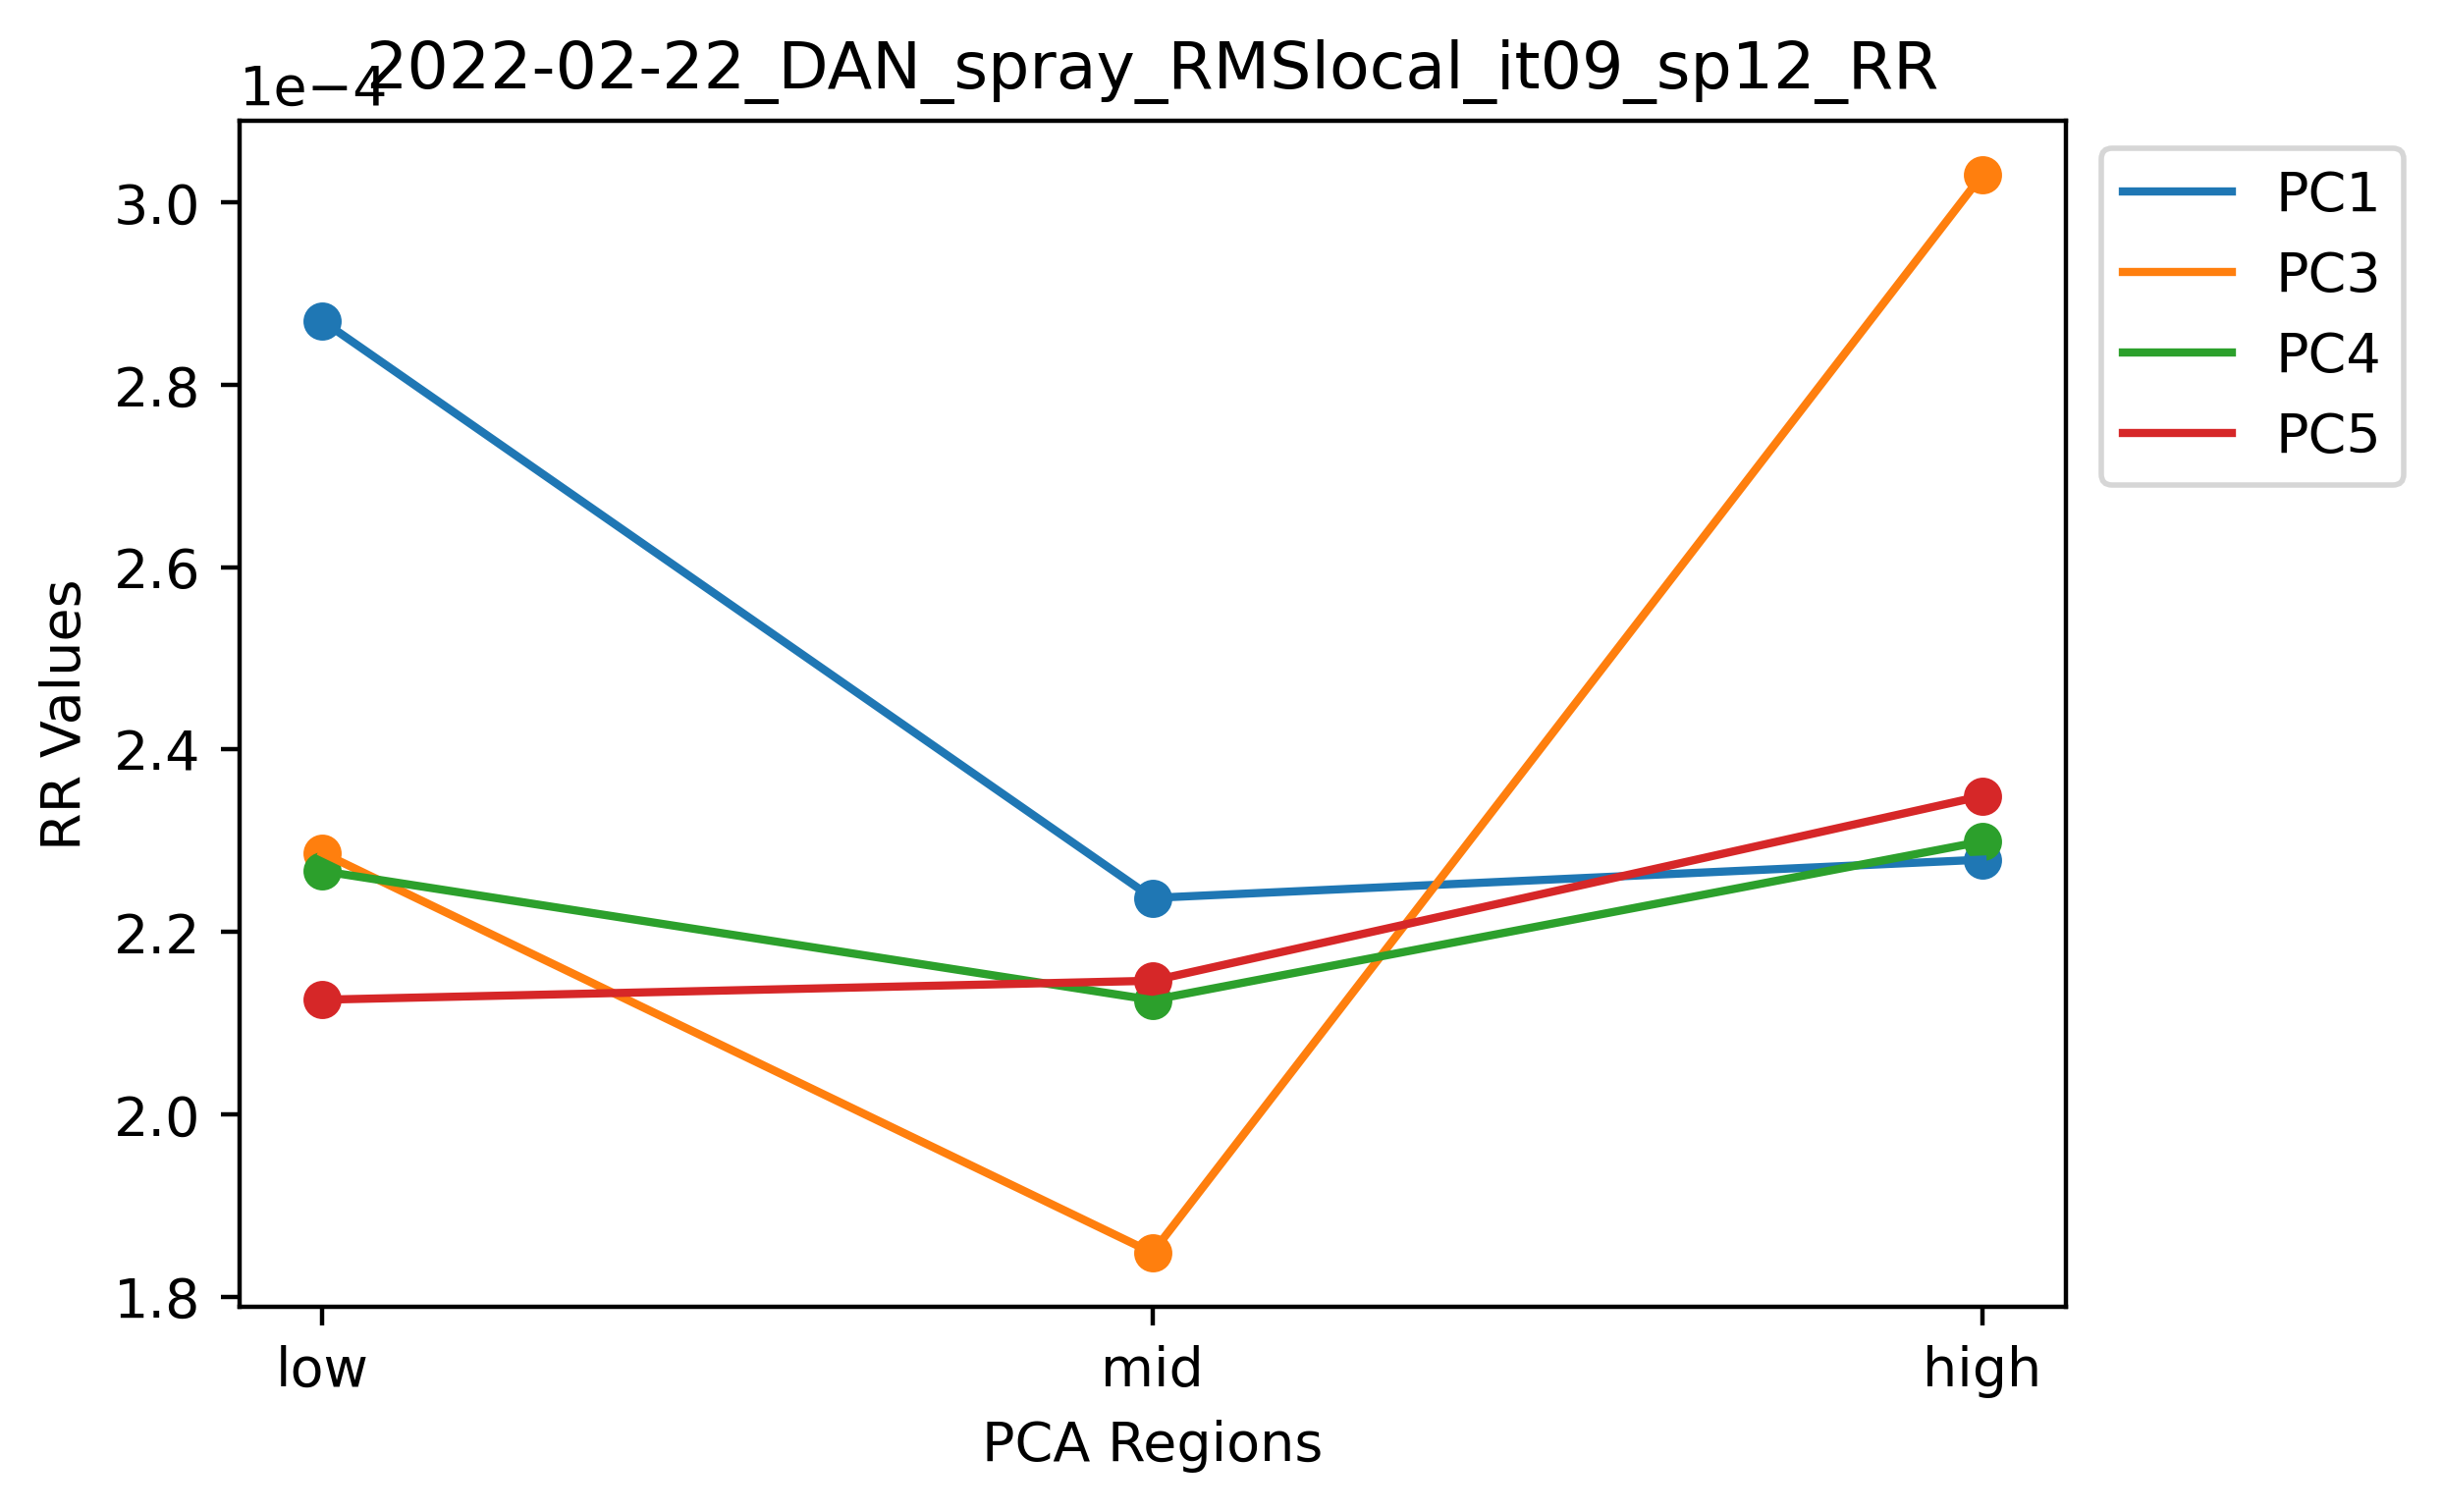 2022-02-22_DAN_spray_RMSlocal_it09_sp12_RR
1e−4
3.0
2.8
2.6
2.4
2.2
2.0
1.8
RR Values
low mid high
PCA Regions
PC1
PC3
PC4
PC5